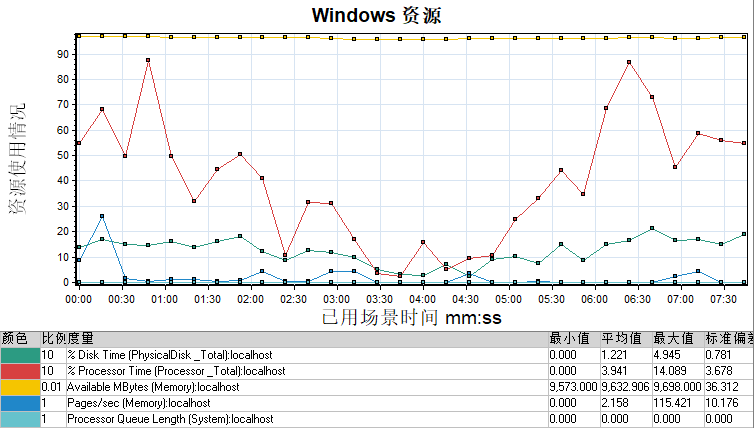 Windows 资源
资源使用情况
90
80
70
60
50
40
30
20
10
0
00:00 00:30 01:00 01:30 02:00 02:30 03:00 03:30 04:00 04:30 05:00 05:30 06:00 06:30 07:00 07:30
已用场景时间 mm:ss
颜色 比例 度量 最小值 平均值 最大值 标准偏差
10 % Disk Time (PhysicalDisk _Total):localhost 0.000 1.221 4.945 0.781
10 % Processor Time (Processor _Total):localhost 0.000 3.941 14.089 3.678
0.01 Available MBytes (Memory):localhost 9,573.000 9,632.906 9,698.000 36.312
1 Pages/sec (Memory):localhost 0.000 2.158 115.421 10.176
1 Processor Queue Length (System):localhost 0.000 0.000 0.000 0.000